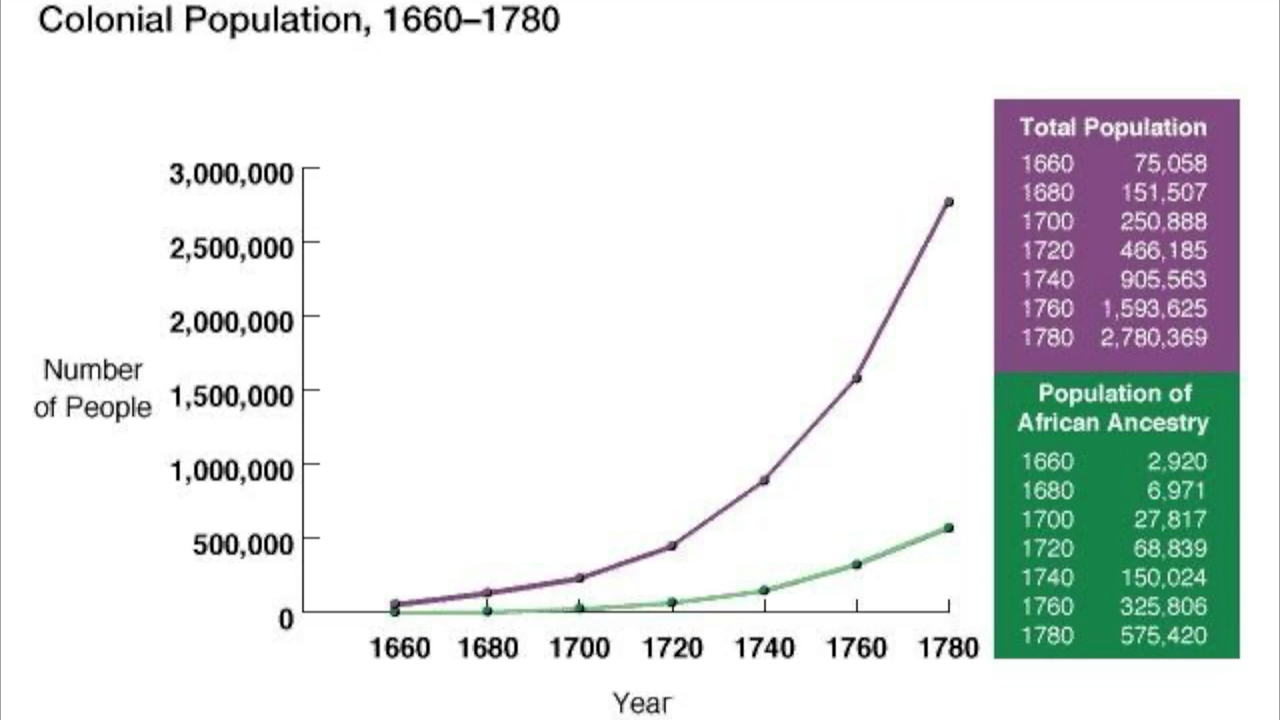 Colonial Population, 1660–1780
3,000,000
2,500,000
2,000,000
1,500,000
1,000,000
500,000
0
Number
of People
1660 1680 1700 1720 1740 1760 1780
Year
Total Population
1660 75,058
1680 151,507
1700 250,888
1720 466,185
1740 905,563
1760 1,593,625
1780 2,780,369
Population of
African Ancestry
1660 2,920
1680 6,971
1700 27,817
1720 68,839
1740 150,024
1760 325,806
1780 575,420